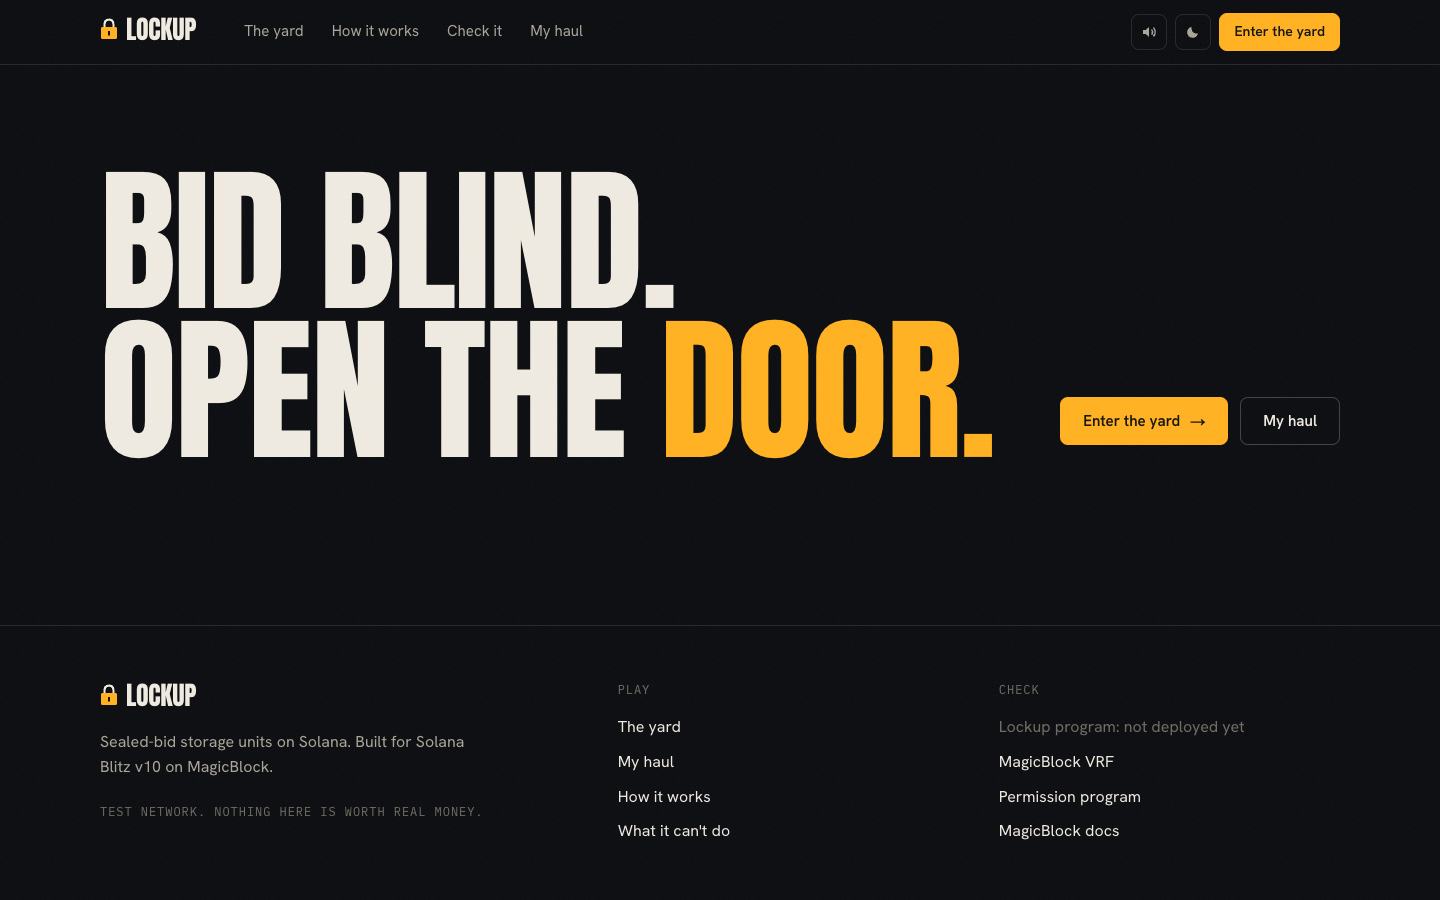 LOCKUP
The yard
How it works
Check it
My haul
Enter the yard
BID BLIND.
OPEN THE DOOR.
Enter the yard →
My haul
LOCKUP
Sealed-bid storage units on Solana. Built for Solana
Blitz v10 on MagicBlock.
TEST NETWORK. NOTHING HERE IS WORTH REAL MONEY.
PLAY
The yard
My haul
How it works
What it can't do
CHECK
Lockup program: not deployed yet
MagicBlock VRF
Permission program
MagicBlock docs